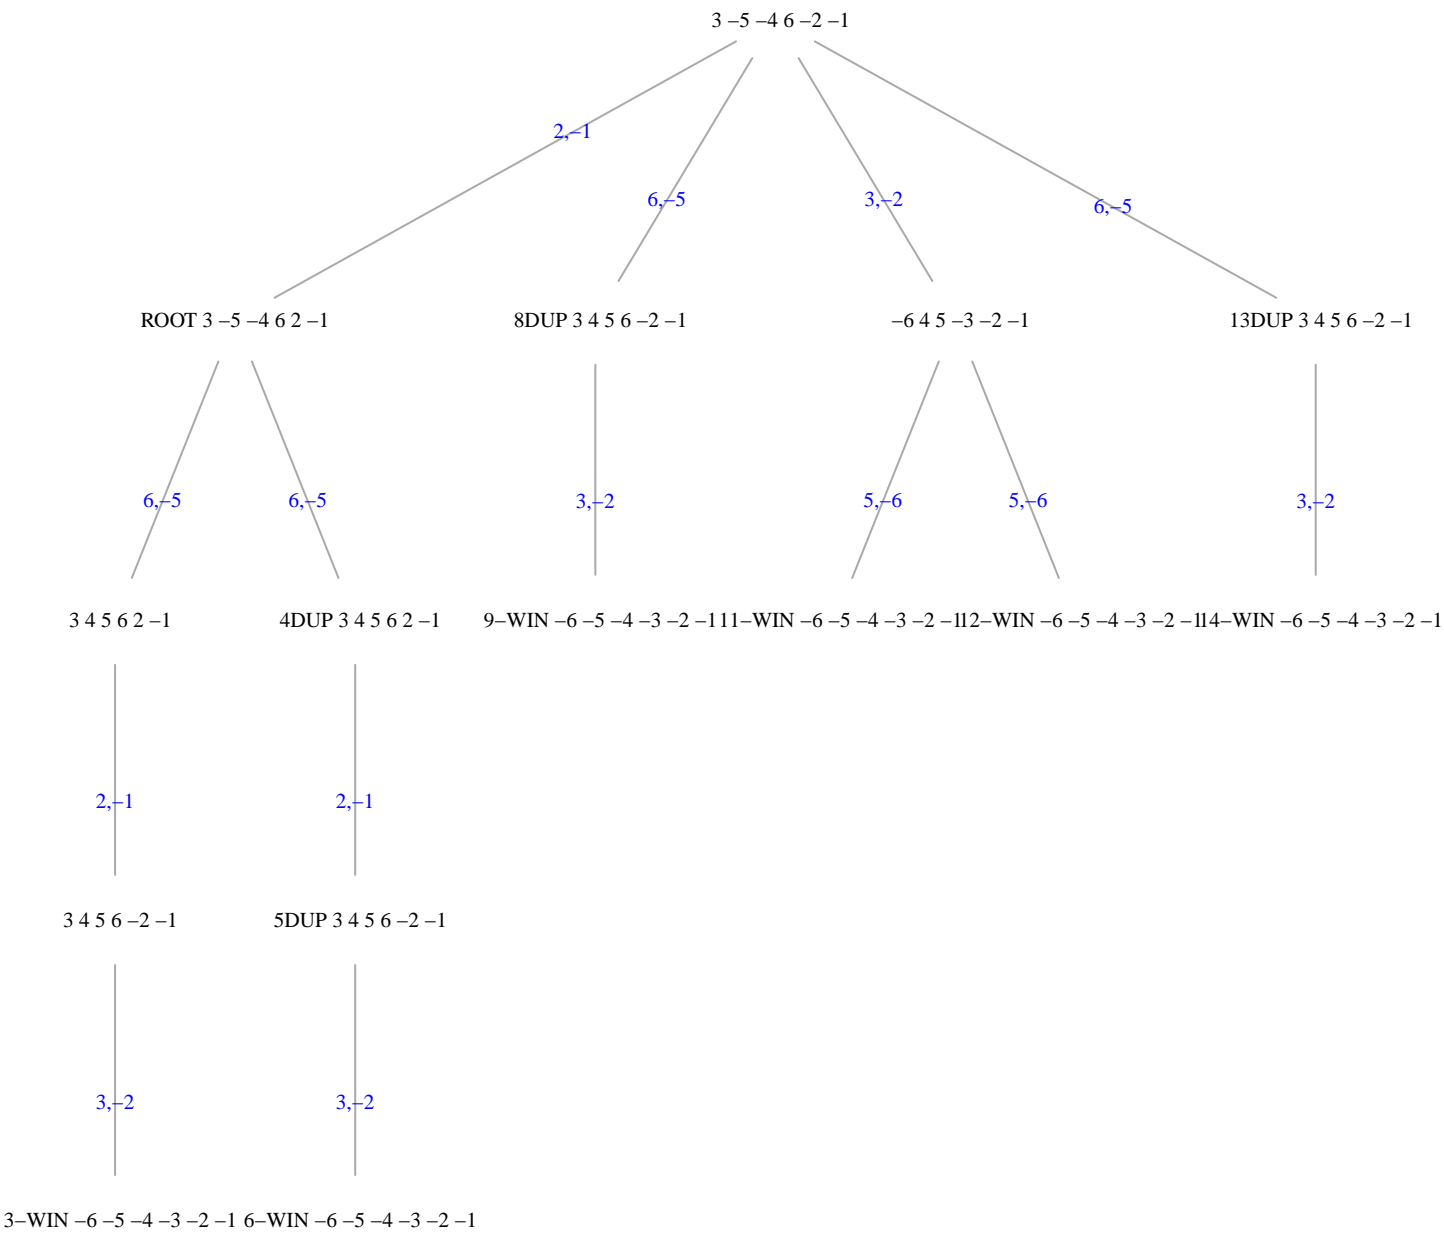 3 –5 –4 6 –2 –1
2,–1
6,–5
3,–2
6,–5
ROOT 3 –5 –4 6 2 –1
8DUP 3 4 5 6 –2 –1
–6 4 5 –3 –2 –1
13DUP 3 4 5 6 –2 –1
6,–5
6,–5
3,–2
5,–6
5,–6
3,–2
3 4 5 6 2 –1
4DUP 3 4 5 6 2 –1
9–WIN –6 –5 –4 –3 –2 –1
11–WIN –6 –5 –4 –3 –2 –1
12–WIN –6 –5 –4 –3 –2 –1
14–WIN –6 –5 –4 –3 –2 –1
2,–1
2,–1
3 4 5 6 –2 –1
5DUP 3 4 5 6 –2 –1
3,–2
3,–2
3–WIN –6 –5 –4 –3 –2 –1
6–WIN –6 –5 –4 –3 –2 –1